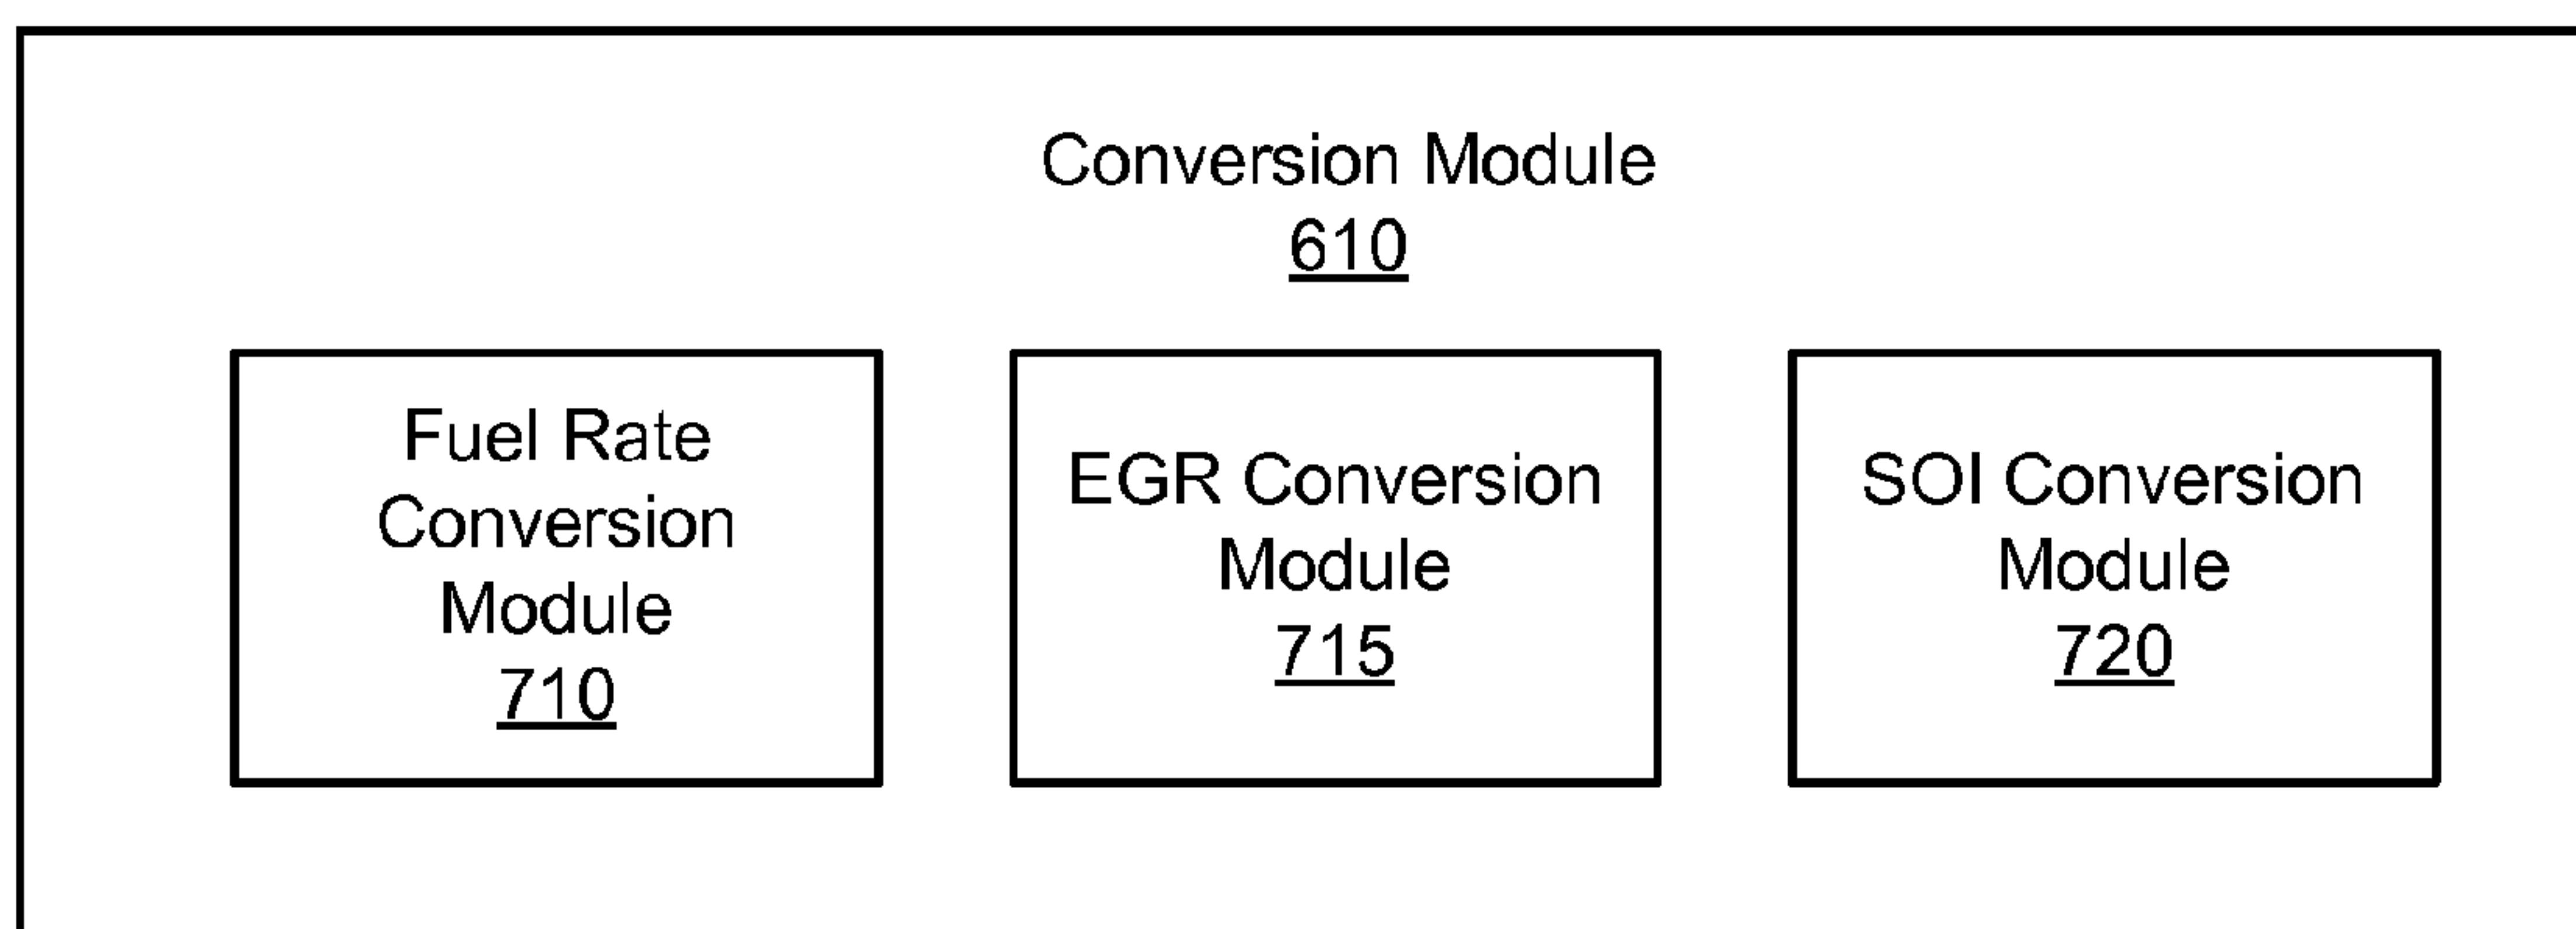 Conversion Module
610
Fuel Rate
Conversion
Module
710
EGR Conversion
Module
715
SOI Conversion
Module
720